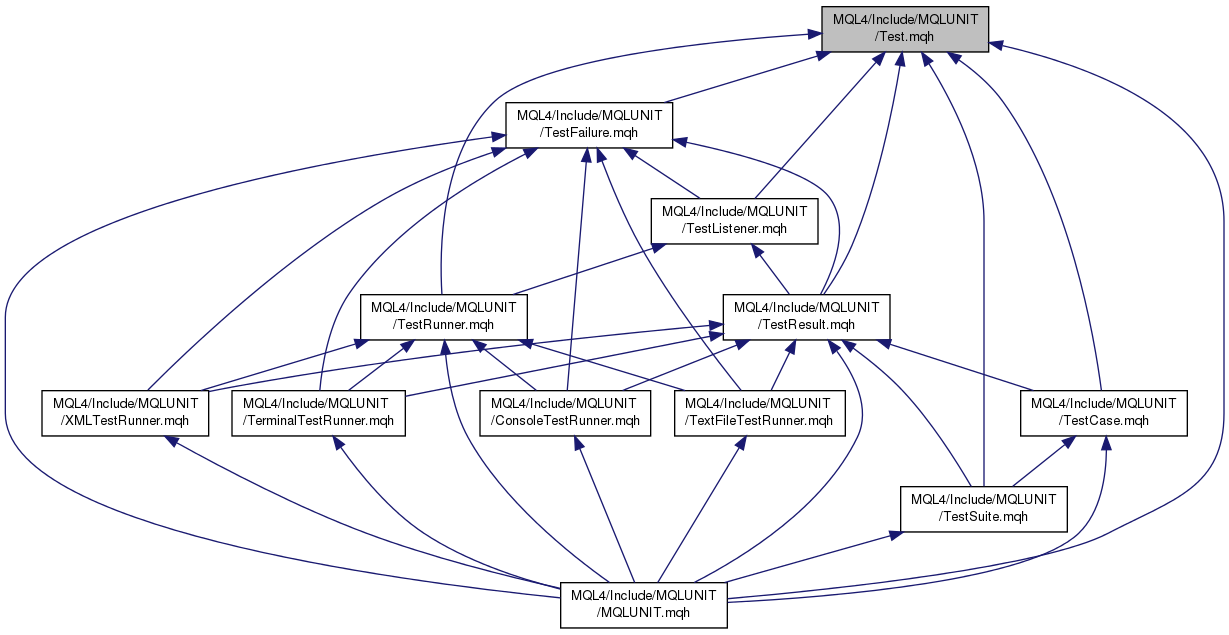 MQL4/Include/MQLUNIT
/Test.mqh
MQL4/Include/MQLUNIT
/TestFailure.mqh
MQL4/Include/MQLUNIT
/TestListener.mqh
MQL4/Include/MQLUNIT
/TestRunner.mqh
MQL4/Include/MQLUNIT
/TestResult.mqh
MQL4/Include/MQLUNIT
/XMLTestRunner.mqh
MQL4/Include/MQLUNIT
/TerminalTestRunner.mqh
MQL4/Include/MQLUNIT
/ConsoleTestRunner.mqh
MQL4/Include/MQLUNIT
/TextFileTestRunner.mqh
MQL4/Include/MQLUNIT
/TestCase.mqh
MQL4/Include/MQLUNIT
/TestSuite.mqh
MQL4/Include/MQLUNIT
/MQLUNIT.mqh